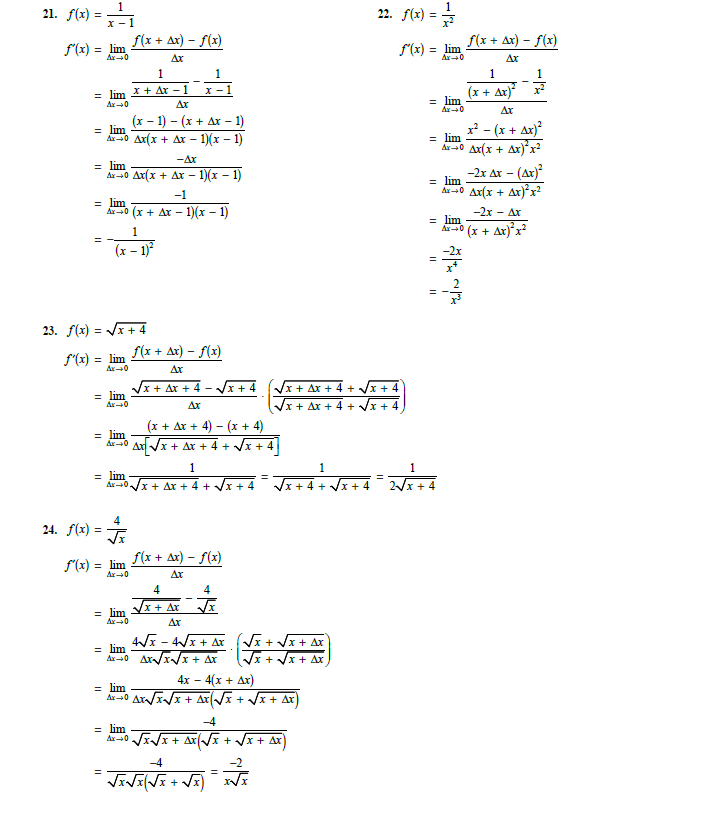 21. f(x) = 1/(x − 1)
f′(x) = lim_{Δx→0} [f(x + Δx) − f(x)]/Δx
= lim_{Δx→0} [1/(x + Δx − 1) − 1/(x − 1)]/Δx
= lim_{Δx→0} [(x − 1) − (x + Δx − 1)]/[Δx(x + Δx − 1)(x − 1)]
= lim_{Δx→0} −Δx/[Δx(x + Δx − 1)(x − 1)]
= lim_{Δx→0} −1/[(x + Δx − 1)(x − 1)]
= −1/(x − 1)²
22. f(x) = 1/x²
f′(x) = lim_{Δx→0} [f(x + Δx) − f(x)]/Δx
= lim_{Δx→0} [1/(x + Δx)² − 1/x²]/Δx
= lim_{Δx→0} [x² − (x + Δx)²]/[Δx(x + Δx)²x²]
= lim_{Δx→0} [−2x Δx − (Δx)²]/[Δx(x + Δx)²x²]
= lim_{Δx→0} [−2x − Δx]/[(x + Δx)²x²]
= −2x/x⁴
= −2/x³
23. f(x) = √(x + 4)
f′(x) = lim_{Δx→0} [f(x + Δx) − f(x)]/Δx
= lim_{Δx→0} [√(x + Δx + 4) − √(x + 4)]/Δx · ([√(x + Δx + 4) + √(x + 4)]/[√(x + Δx + 4) + √(x + 4)])
= lim_{Δx→0} [(x + Δx + 4) − (x + 4)]/(Δx[√(x + Δx + 4) + √(x + 4)])
= lim_{Δx→0} 1/[√(x + Δx + 4) + √(x + 4)] = 1/[√(x + 4) + √(x + 4)] = 1/[2√(x + 4)]
24. f(x) = 4/√x
f′(x) = lim_{Δx→0} [f(x + Δx) − f(x)]/Δx
= lim_{Δx→0} [4/√(x + Δx) − 4/√x]/Δx
= lim_{Δx→0} [4√x − 4√(x + Δx)]/[Δx√x√(x + Δx)] · ([√x + √(x + Δx)]/[√x + √(x + Δx)])
= lim_{Δx→0} [4x − 4(x + Δx)]/[Δx√x√(x + Δx)(√x + √(x + Δx))]
= lim_{Δx→0} −4/[√x√(x + Δx)(√x + √(x + Δx))]
= −4/[√x√x(√x + √x)] = −2/(x√x)